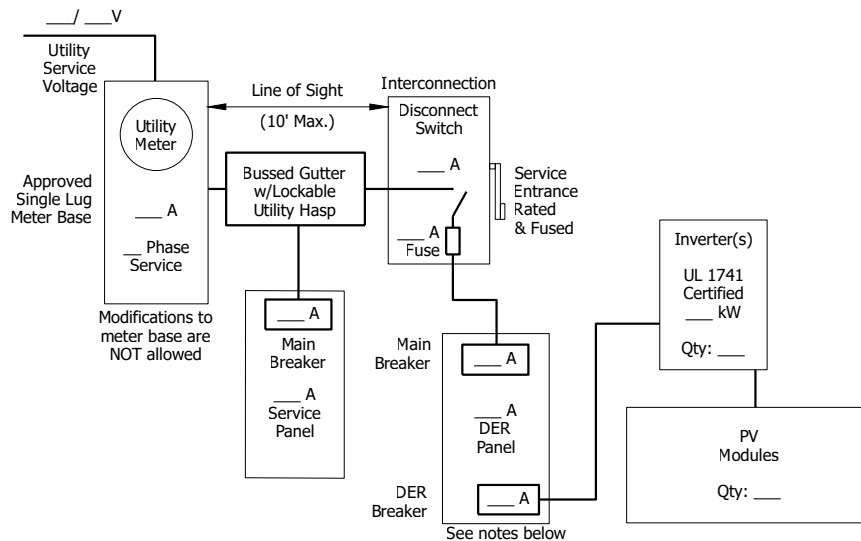 ___/ ___V
Utility
Service
Voltage
Utility
Meter
Approved
Single Lug
Meter Base
___ A
__ Phase
Service
Modifications to
meter base are
NOT allowed
Line of Sight
(10' Max.)
Bussed Gutter
w/Lockable
Utility Hasp
___ A
Main
Breaker
___ A
Service
Panel
Interconnection
Disconnect
Switch
___ A
___ A
Fuse
Service
Entrance
Rated
& Fused
Main
Breaker
___ A
___ A
DER
Panel
DER
Breaker
___ A
See notes below
Inverter(s)
UL 1741
Certified
___ kW
Qty: ___
PV
Modules
Qty: ___